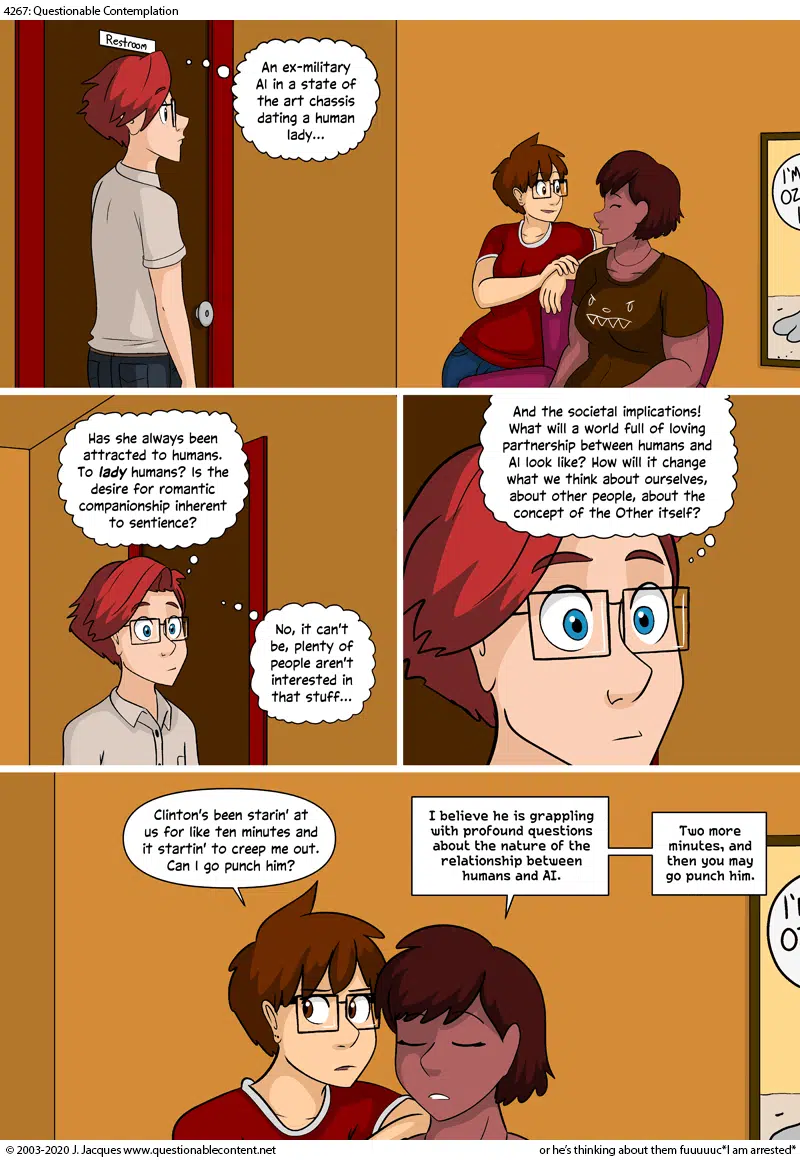 4267: Questionable Contemplation
Restroom
An ex-military
AI in a state of
the art chassis
dating a human
lady...
I'M
OZ
I
Has she always been
attracted to humans.
To lady humans? Is the
desire for romantic
companionship inherent
to sentience?
No, it can't
be, plenty of
people aren't
interested in
that stuff...
And the societal implications!
What will a world full of loving
partnership between humans and
AI look like? How will it change
what we think about ourselves,
about other people, about the
concept of the Other itself?
Clinton's been starin' at
us for like ten minutes and
it startin' to creep me out.
Can I go punch him?
I believe he is grappling
with profound questions
about the nature of the
relationship between
humans and AI.
Two more
minutes, and
then you may
go punch him.
I'
© 2003-2020 J. Jacques www.questionablecontent.net
or he's thinking about them fuuuuuc*I am arrested*